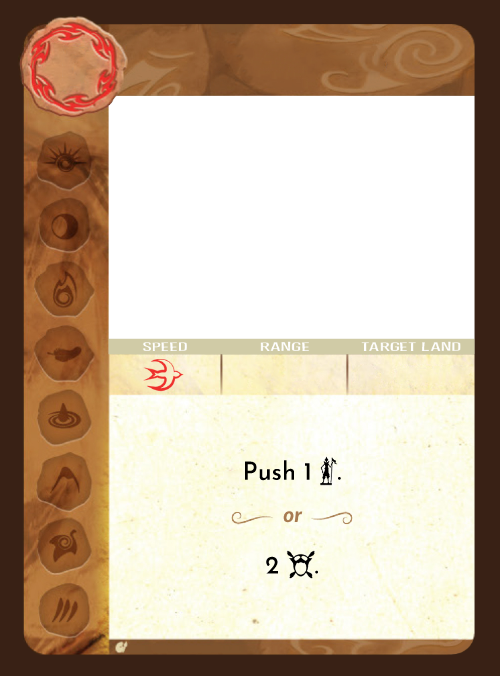 SPEED RANGE TARGET LAND
Push 1 .
or
2 .